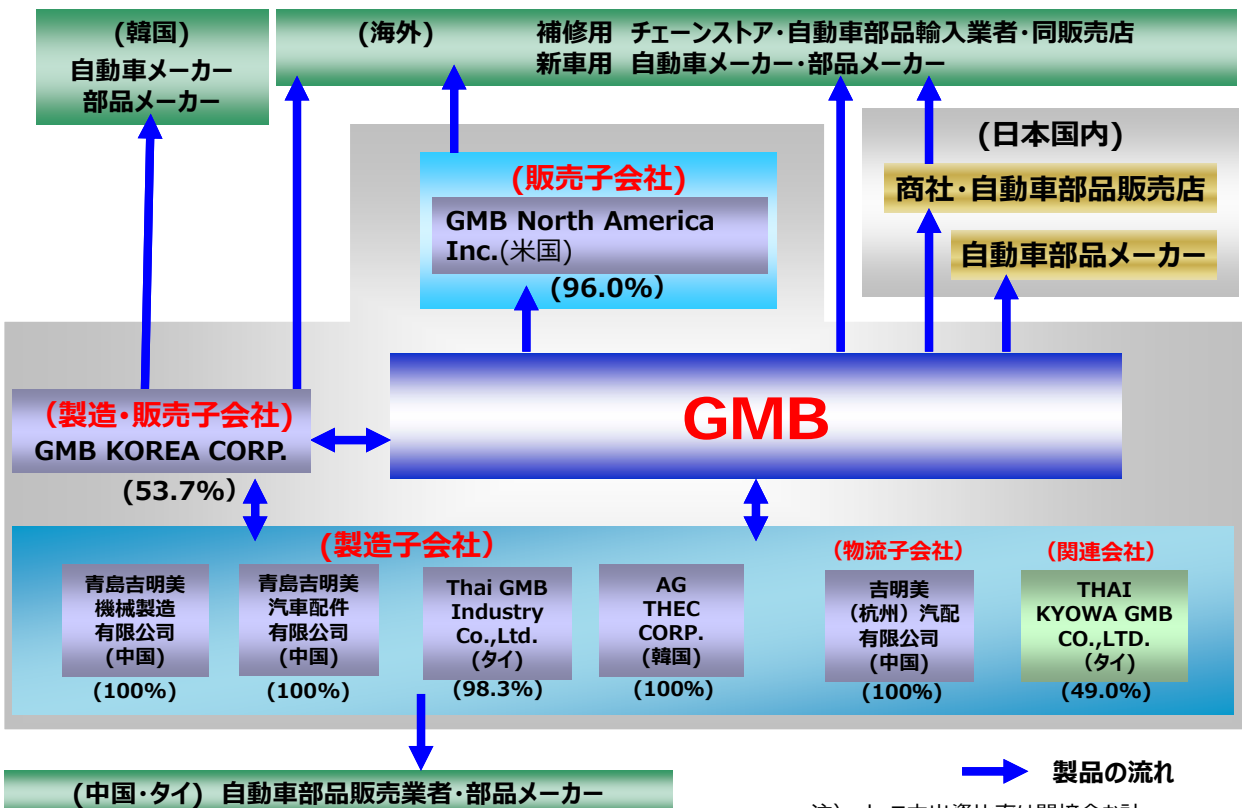 (韓国)
自動車メーカー
部品メーカー
(海外) 補修用 チェーンストア・自動車部品輸入業者・同販売店
新車用 自動車メーカー・部品メーカー
(日本国内)
商社・自動車部品販売店
自動車部品メーカー
(販売子会社)
GMB North America
Inc.(米国)
(96.0%)
(製造・販売子会社)
GMB KOREA CORP.
(53.7%)
GMB
(製造子会社)
青島吉明美
機械製造
有限公司
(中国)
(100%)
青島吉明美
汽車配件
有限公司
(中国)
(100%)
Thai GMB
Industry
Co.,Ltd.
(タイ)
(98.3%)
AG
THEC
CORP.
(韓国)
(100%)
(物流子会社)
吉明美
(杭州)汽配
有限公司
(中国)
(100%)
(関連会社)
THAI
KYOWA GMB
CO.,LTD.
(タイ)
(49.0%)
製品の流れ
(中国・タイ) 自動車部品販売業者・部品メーカー